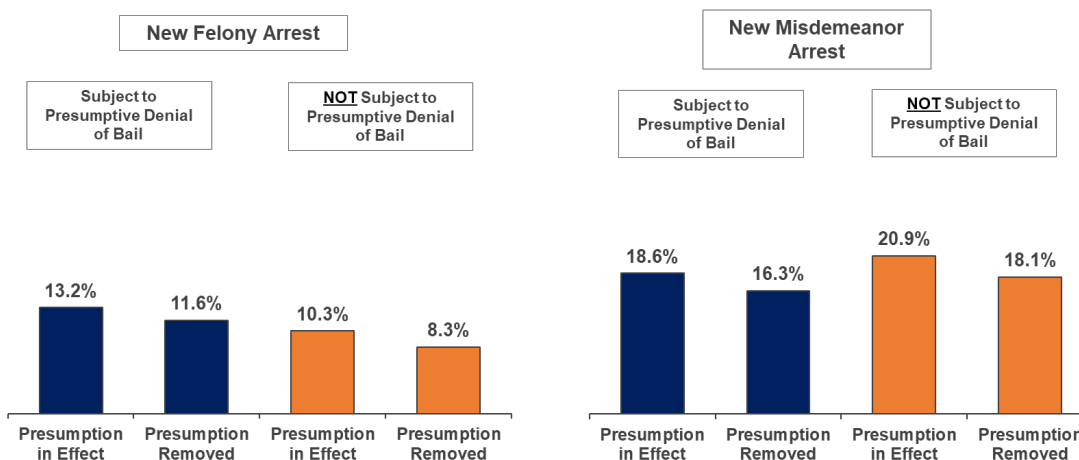 New Felony Arrest
Subject to
Presumptive Denial
of Bail
NOT Subject to
Presumptive Denial
of Bail
13.2%
11.6%
10.3%
8.3%
Presumption
in Effect
Presumption
Removed
Presumption
in Effect
Presumption
Removed
New Misdemeanor
Arrest
Subject to
Presumptive Denial
of Bail
NOT Subject to
Presumptive Denial
of Bail
18.6%
16.3%
20.9%
18.1%
Presumption
in Effect
Presumption
Removed
Presumption
in Effect
Presumption
Removed